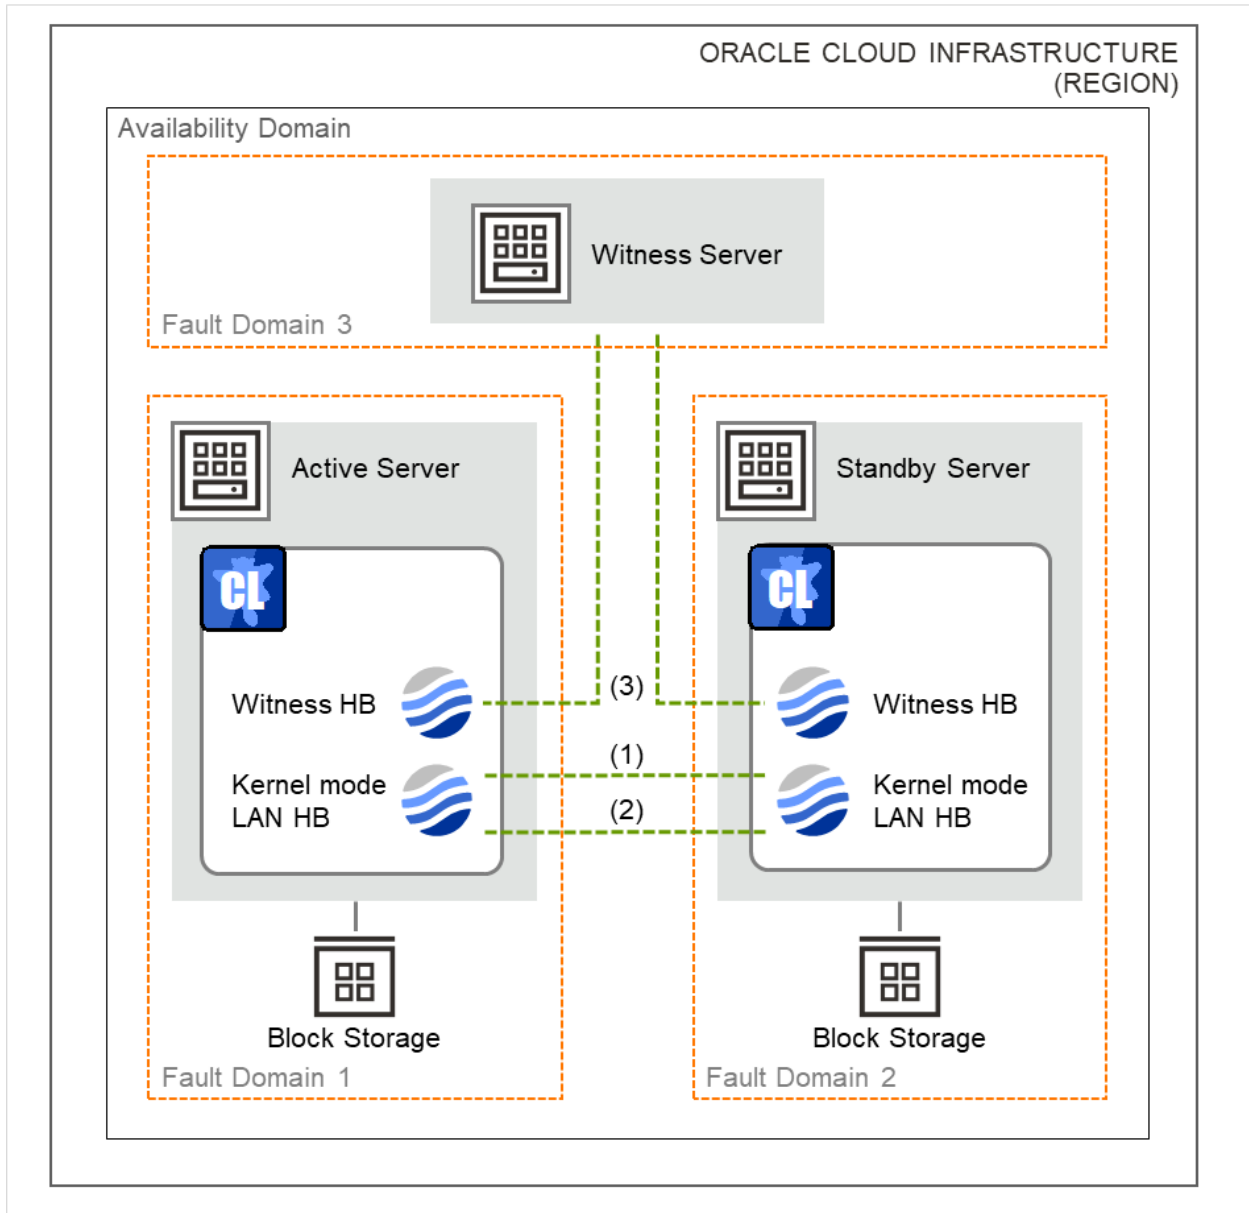 ORACLE CLOUD INFRASTRUCTURE
(REGION)
Availability Domain
Witness Server
Fault Domain 3
Active Server
Standby Server
CL
CL
Witness HB
(3)
Witness HB
(1)
Kernel mode
LAN HB
(2)
Kernel mode
LAN HB
Block Storage
Block Storage
Fault Domain 1
Fault Domain 2